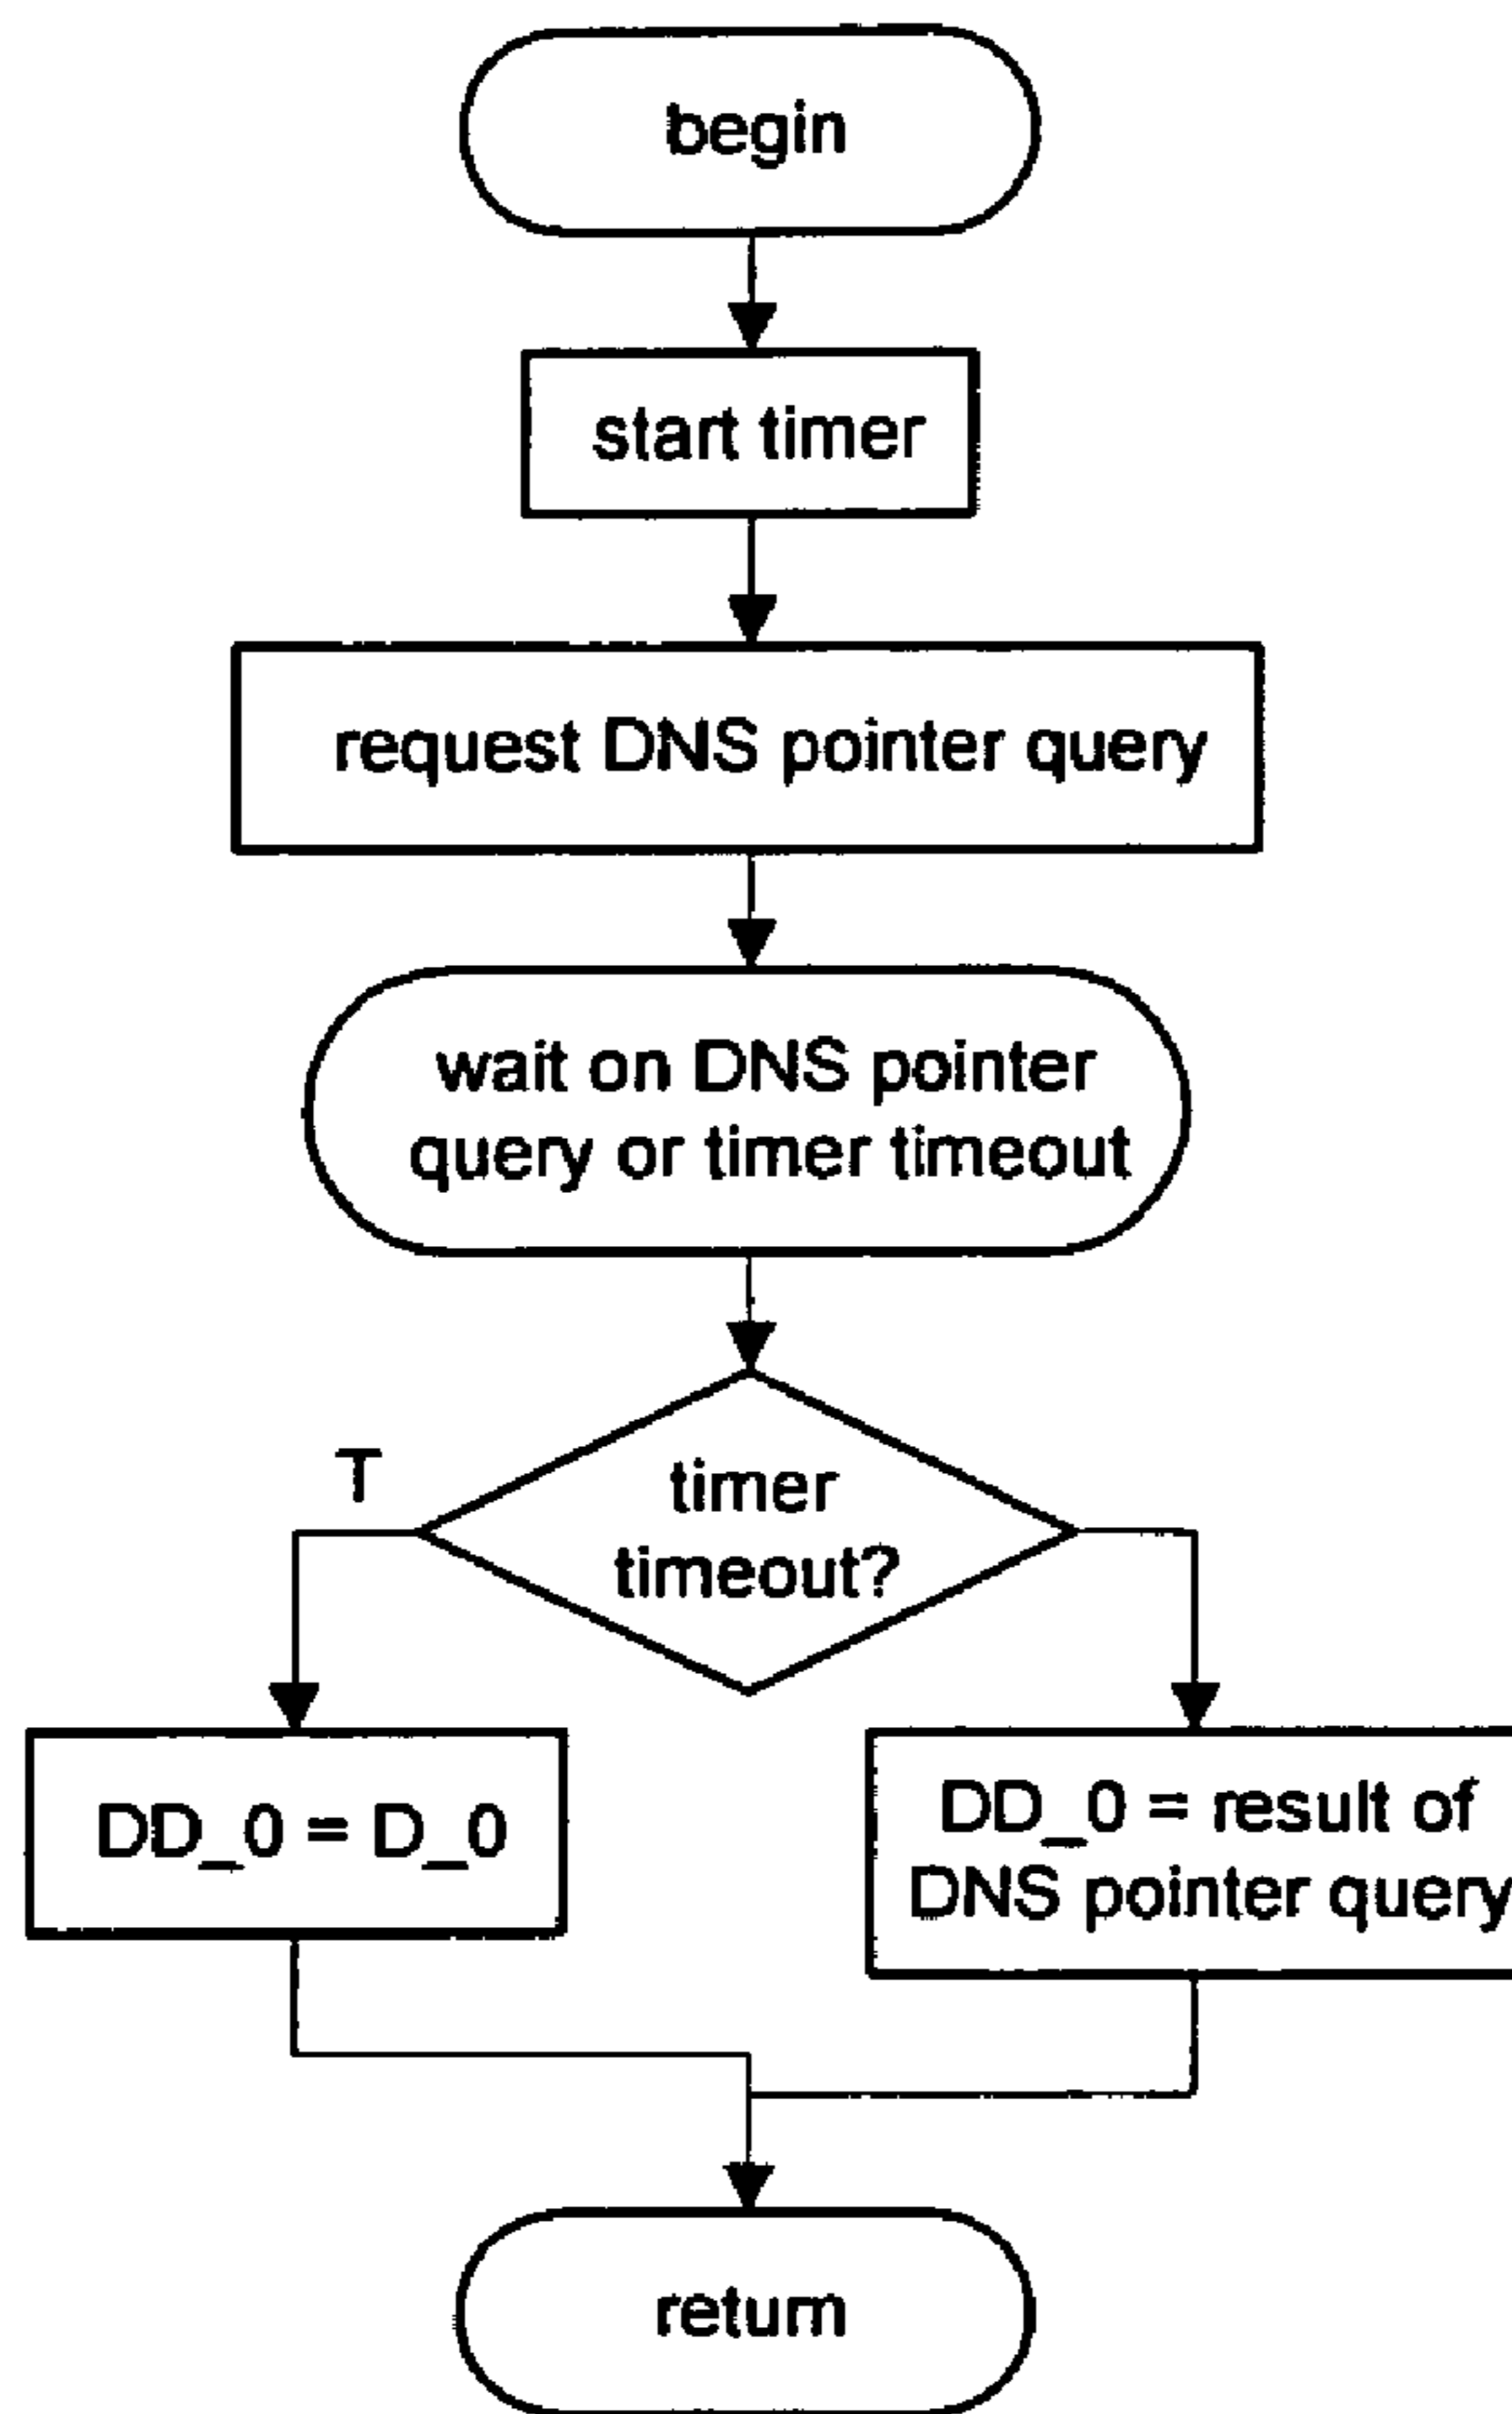 begin
start timer
request DNS pointer query
wait on DNS pointer
query or timer timeout
T
timer
timeout?
DD_0 = D_0
DD_0 = result of
DNS pointer query
return